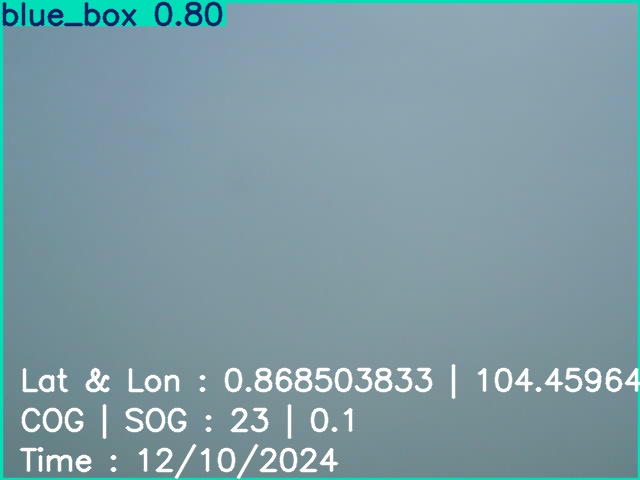 blue_box 0.80
Lat & Lon : 0.868503833 | 104.45964
COG | SOG : 23 | 0.1
Time : 12/10/2024